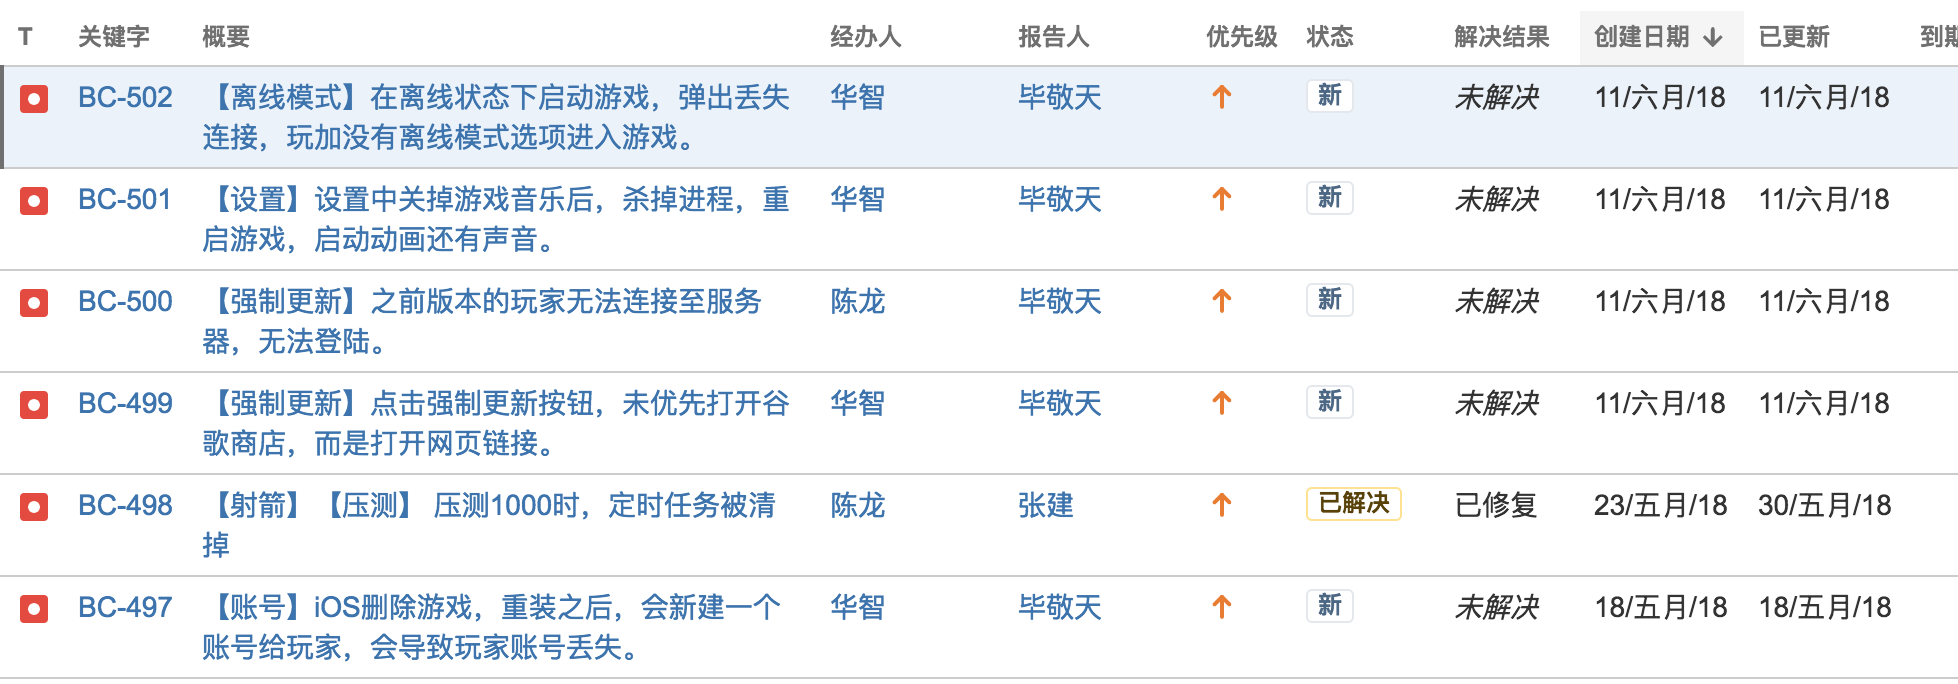 T 关键字 概要 经办人 报告人 优先级 状态 解决结果 创建日期 ↓ 已更新 到期
BC-502 【离线模式】在离线状态下启动游戏，弹出丢失 华智 毕敬天 新 未解决 11/六月/18 11/六月/18
连接，玩加没有离线模式选项进入游戏。
BC-501 【设置】设置中关掉游戏音乐后，杀掉进程，重 华智 毕敬天 新 未解决 11/六月/18 11/六月/18
启游戏，启动动画还有声音。
BC-500 【强制更新】之前版本的玩家无法连接至服务 陈龙 毕敬天 新 未解决 11/六月/18 11/六月/18
器，无法登陆。
BC-499 【强制更新】点击强制更新按钮，未优先打开谷 华智 毕敬天 新 未解决 11/六月/18 11/六月/18
歌商店，而是打开网页链接。
BC-498 【射箭】【压测】 压测1000时，定时任务被清 陈龙 张建 已解决 已修复 23/五月/18 30/五月/18
掉
BC-497 【账号】iOS删除游戏，重装之后，会新建一个 华智 毕敬天 新 未解决 18/五月/18 18/五月/18
账号给玩家，会导致玩家账号丢失。